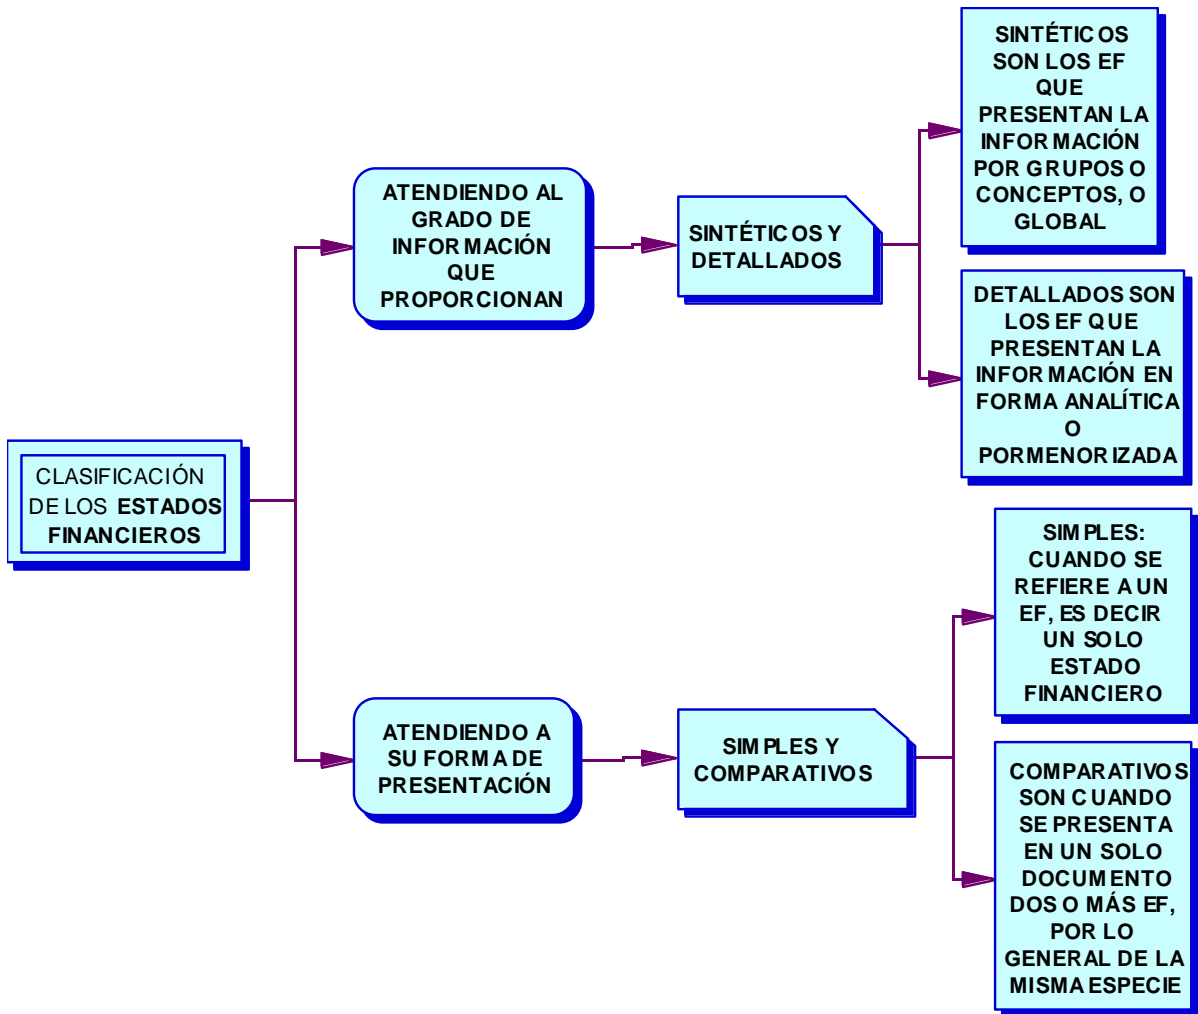 CLASIFICACIÓN
DE LOS ESTADOS
FINANCIEROS
ATENDIENDO AL
GRADO DE
INFORMACIÓN
QUE
PROPORCIONAN
SINTÉTICOS Y
DETALLADOS
SINTÉTICOS
SON LOS EF
QUE
PRESENTAN LA
INFORMACIÓN
POR GRUPOS O
CONCEPTOS, O
GLOBAL
DETALLADOS SON
LOS EF QUE
PRESENTAN LA
INFORMACIÓN EN
FORMA ANALÍTICA
O
PORMENORIZADA
ATENDIENDO A
SU FORMA DE
PRESENTACIÓN
SIMPLES Y
COMPARATIVOS
SIMPLES:
CUANDO SE
REFIERE A UN
EF, ES DECIR
UN SOLO
ESTADO
FINANCIERO
COMPARATIVOS
SON CUANDO
SE PRESENTA
EN UN SOLO
DOCUMENTO
DOS O MÁS EF,
POR LO
GENERAL DE LA
MISMA ESPECIE